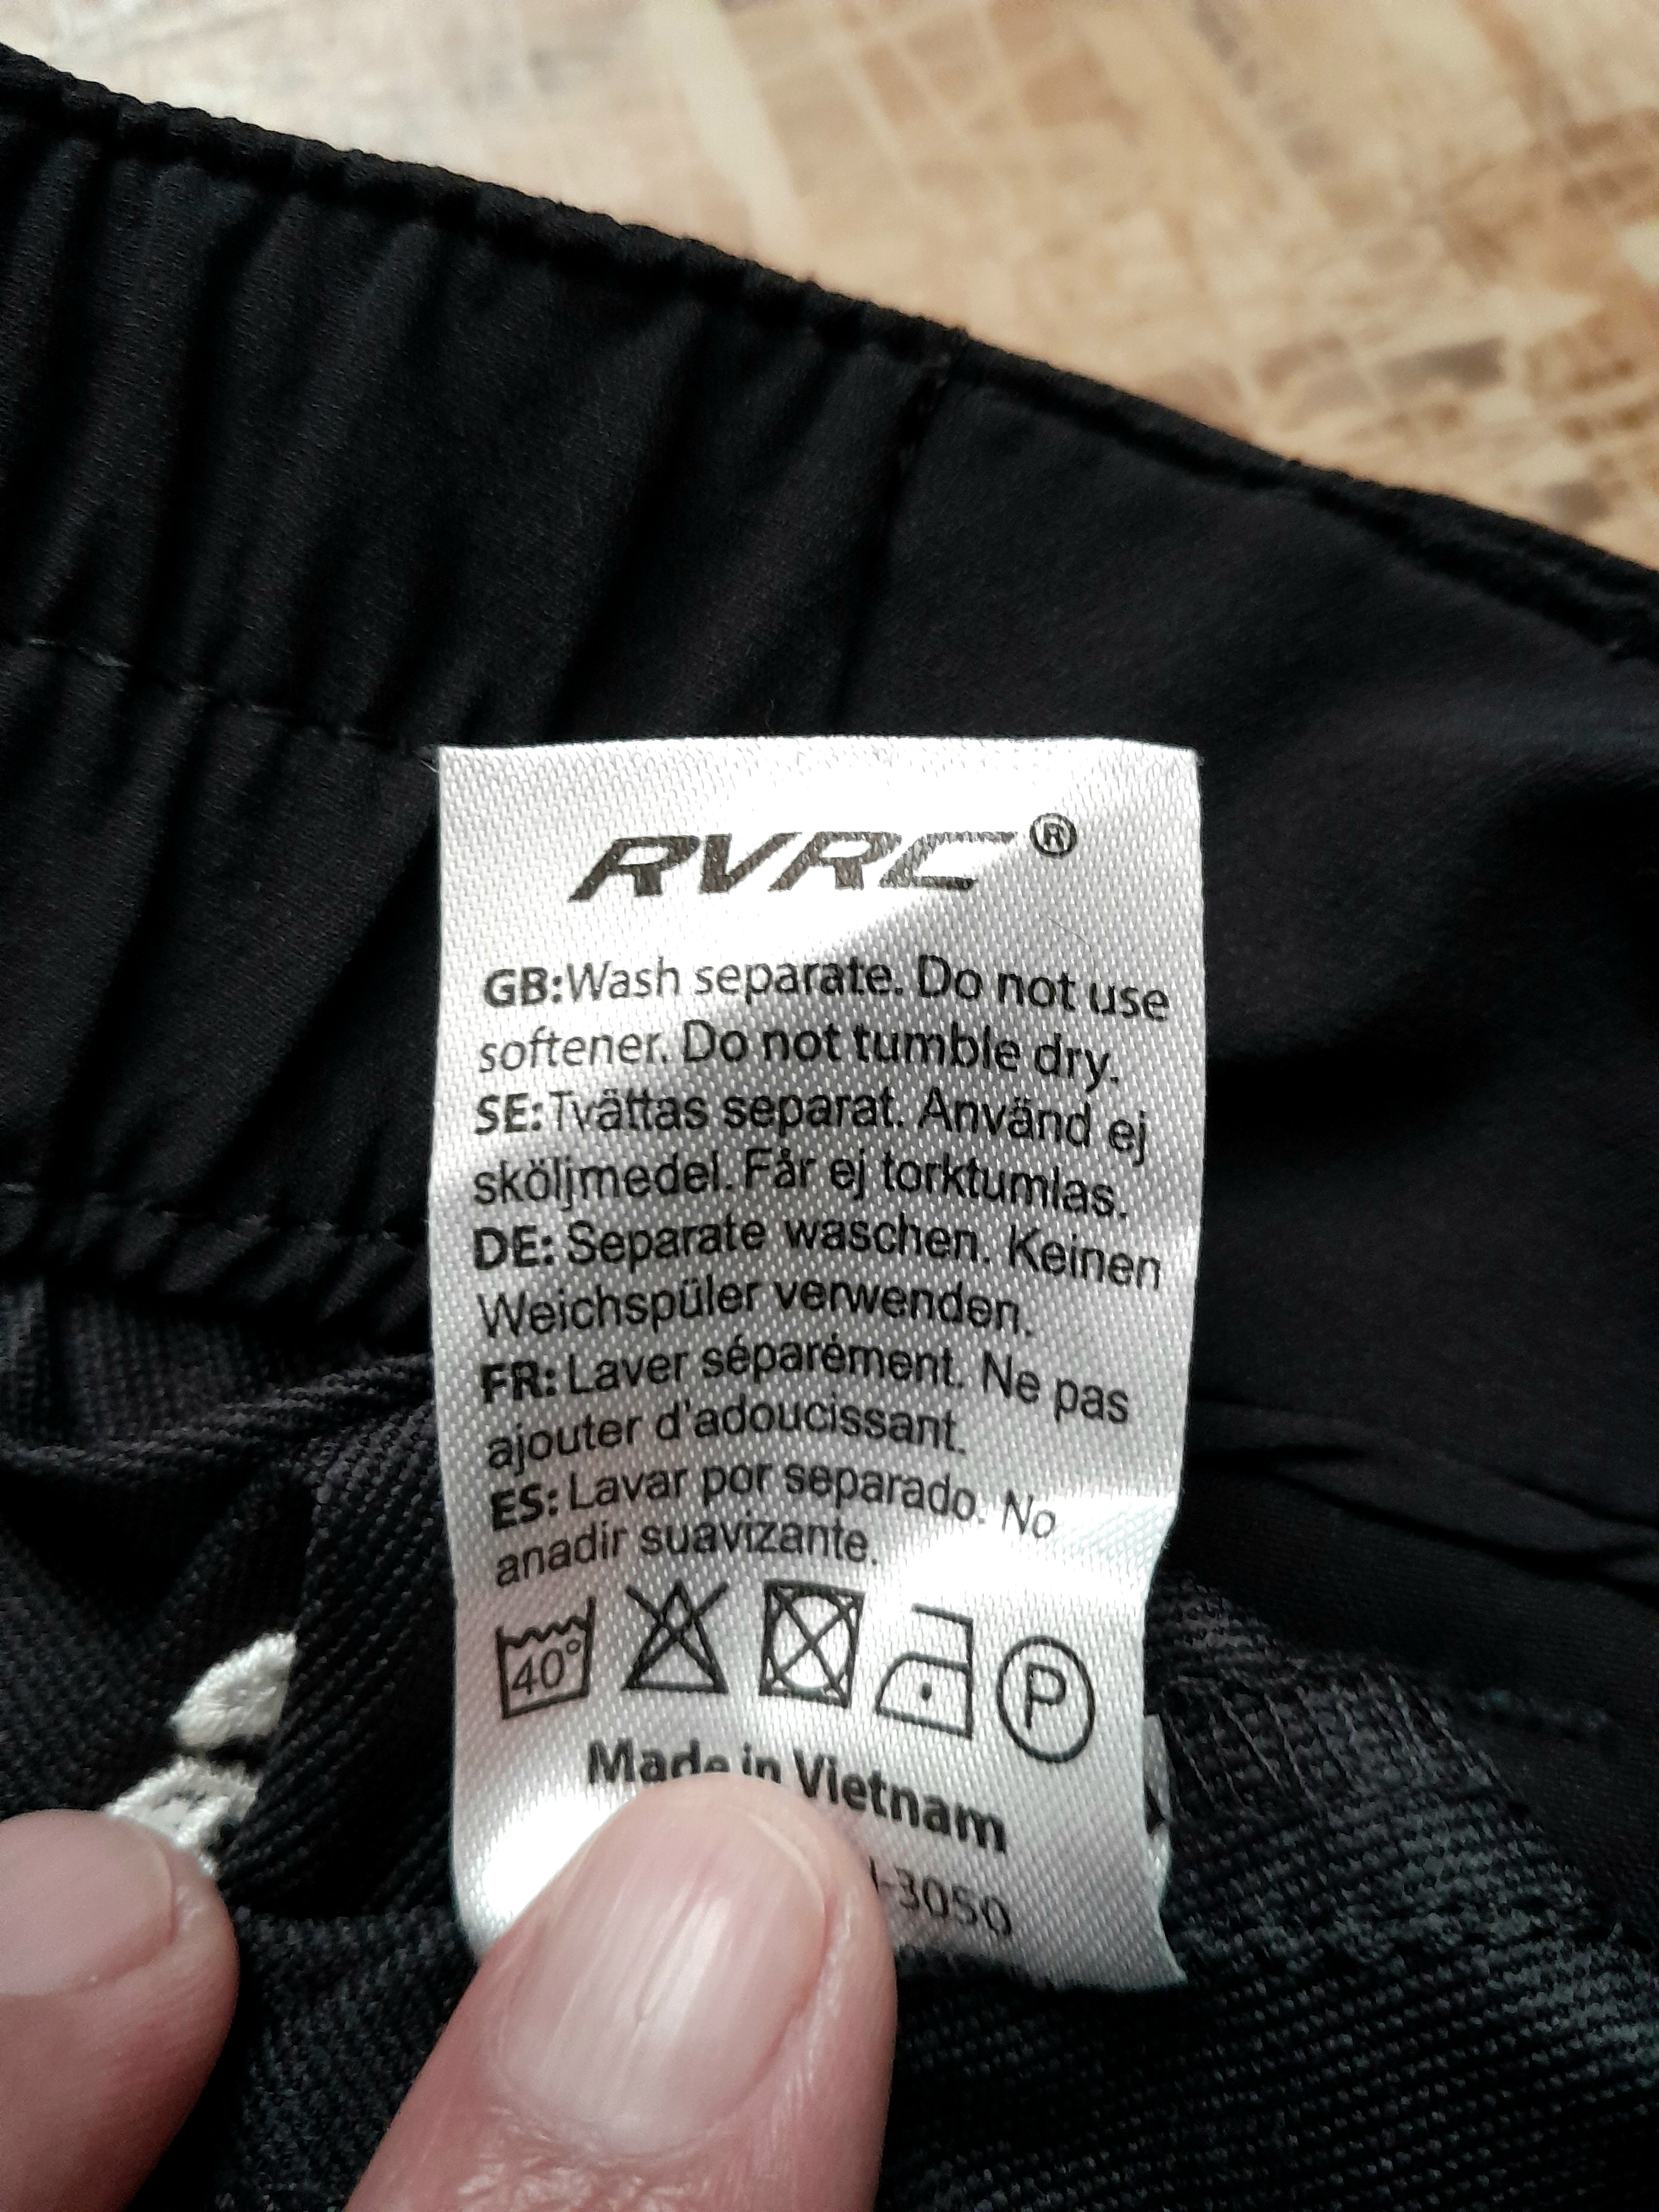 RVRC®
GB:Wash separate. Do not use
softener. Do not tumble dry.
SE:Tvättas separat. Använd ej
sköljmedel. Får ej torktumlas.
DE: Separate waschen. Keinen
Weichspüler verwenden.
FR: Laver séparément. Ne pas
ajouter d'adoucissant.
ES: Lavar por separado. No
anadir suavizante.
40° P
Made in Vietnam
-3050